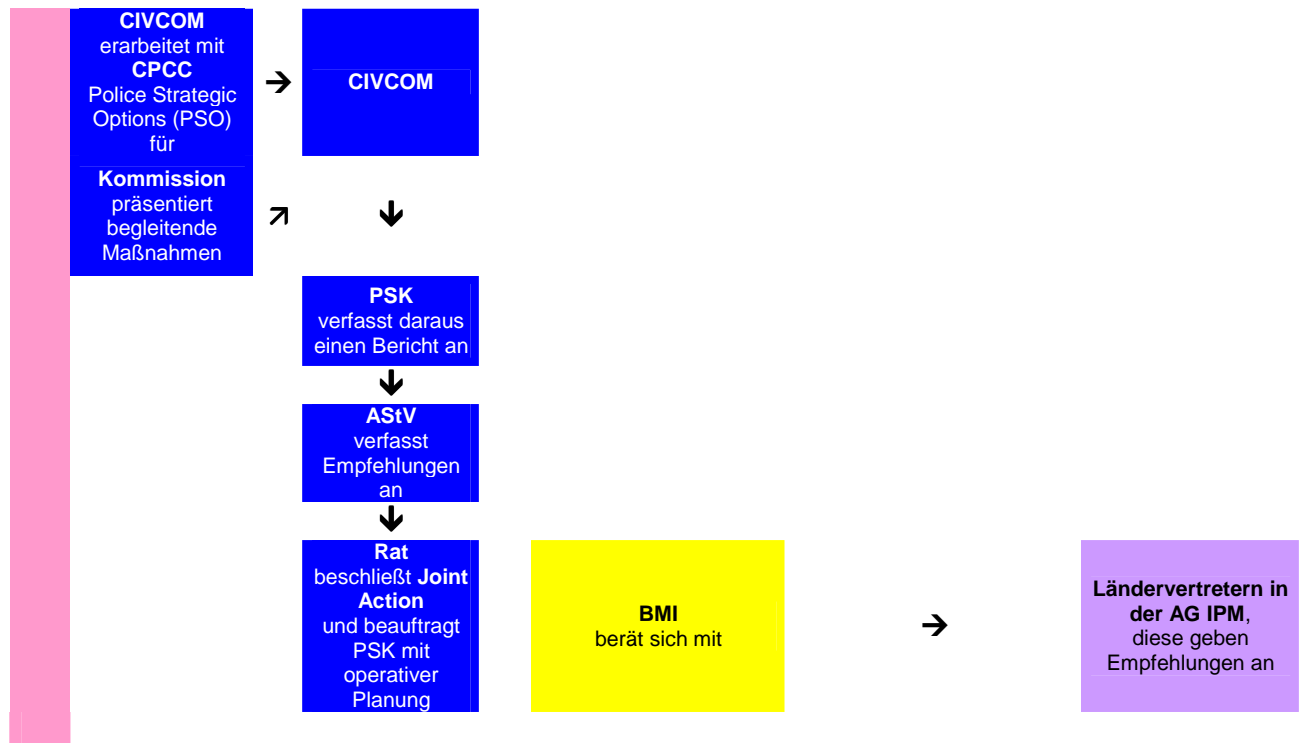 CIVCOM
erarbeitet mit
CPCC
Police Strategic
Options (PSO)
für
→
CIVCOM
Kommission
präsentiert
begleitende
Maßnahmen
↗
↓
PSK
verfasst daraus
einen Bericht an
↓
AStV
verfasst
Empfehlungen
an
↓
Rat
beschließt Joint
Action
und beauftragt
PSK mit
operativer
Planung
BMI
berät sich mit
→
Ländervertretern in
der AG IPM,
diese geben
Empfehlungen an